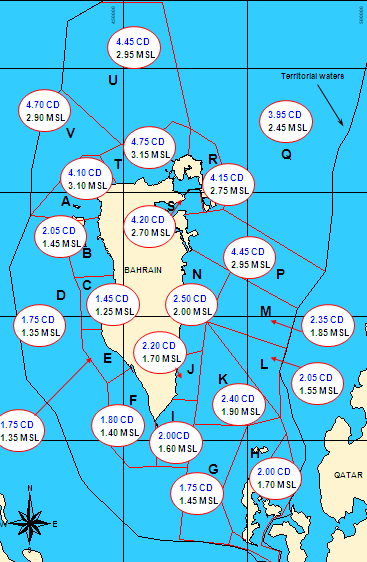 4.45 CD
2.95 MSL
U
Territorial waters
4.70 CD
2.90 MSL
V
3.95 CD
2.45 MSL
Q
4.75 CD
3.15 MSL
T
R
4.10 CD
3.10 MSL
A
4.15 CD
2.75 MSL
S
4.20 CD
2.70 MSL
2.05 CD
1.45 MSL
B
4.45 CD
2.95 MSL
P
BAHRAIN
N
C
D
1.45 CD
1.25 MSL
2.50 CD
2.00 MSL
M
1.75 CD
1.35 MSL
2.35 CD
1.85 MSL
2.20 CD
1.70 MSL
E
J
L
K
2.05 CD
1.55 MSL
F
2.40 CD
1.90 MSL
1.75 CD
1.35 MSL
1.80 CD
1.40 MSL
I
2.00CD
1.60 MSL
H
G
2.00 CD
1.70 MSL
QATAR
1.75 CD
1.45 MSL
N
W
E
S